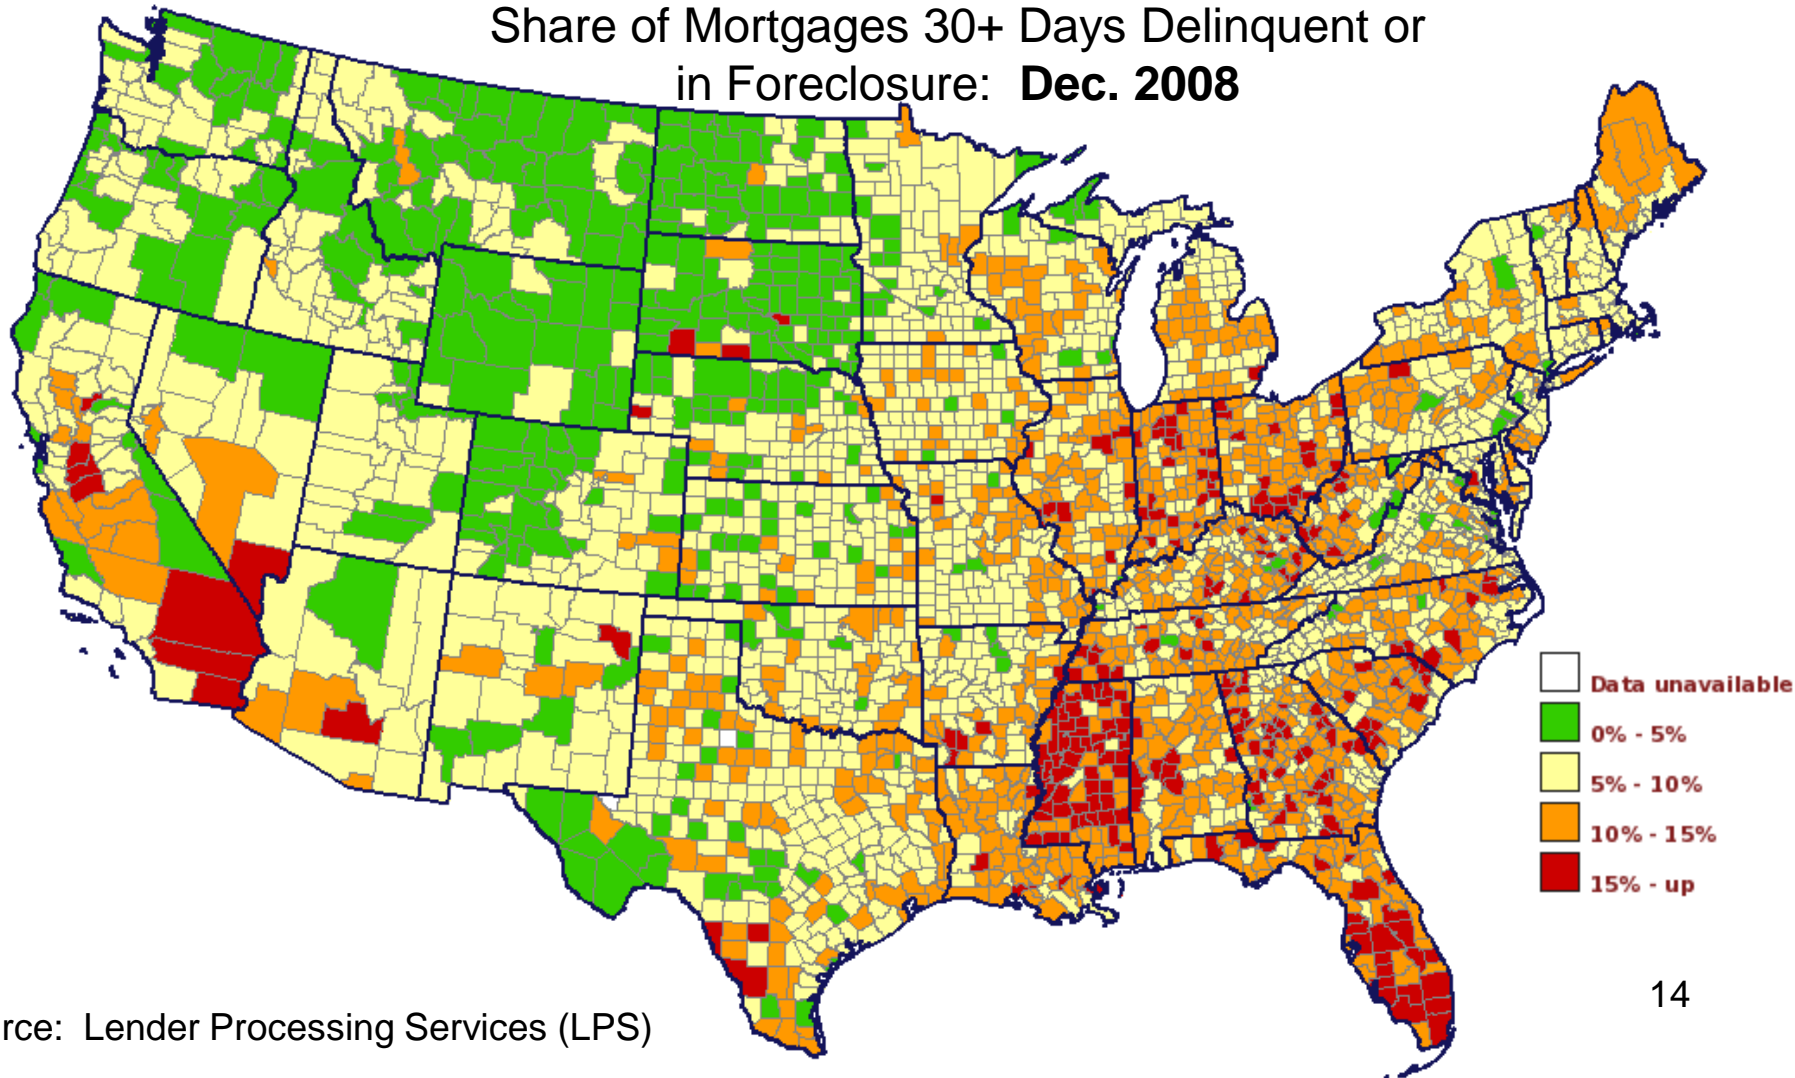 Share of Mortgages 30+ Days Delinquent or
in Foreclosure: Dec. 2008
Data unavailable
0% - 5%
5% - 10%
10% - 15%
15% - up
14
rce: Lender Processing Services (LPS)